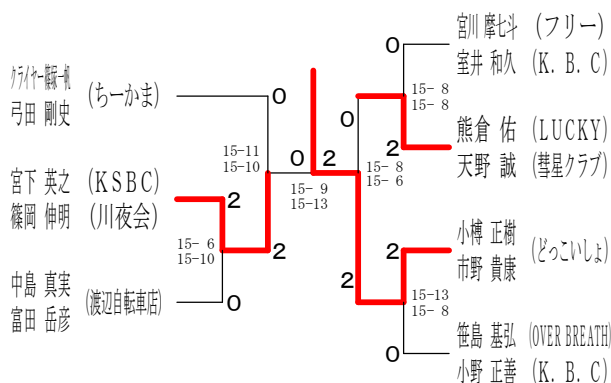 クライヤー篠塚一帆 (ちーかま)
弓田 剛史
0
15-11
15-10
宮下 英之 (KSBC)
篠岡 伸明 (川夜会)
2
15- 6
15-10
2
中島 真実 (渡辺自転車店)
富田 岳彦
0
0 2
15- 9
15-13
宮川 摩七斗 (フリー)
室井 和久 (K. B. C)
0
15- 8
15- 8
0
熊倉 佑 (LUCKY)
天野 誠 (彗星クラブ)
2
15- 8
15- 6
小榑 正樹 (どっこいしょ)
市野 貴康
2
2
15-13
15- 8
笹島 基弘 (OVER BREATH)
小野 正善 (K. B. C)
0